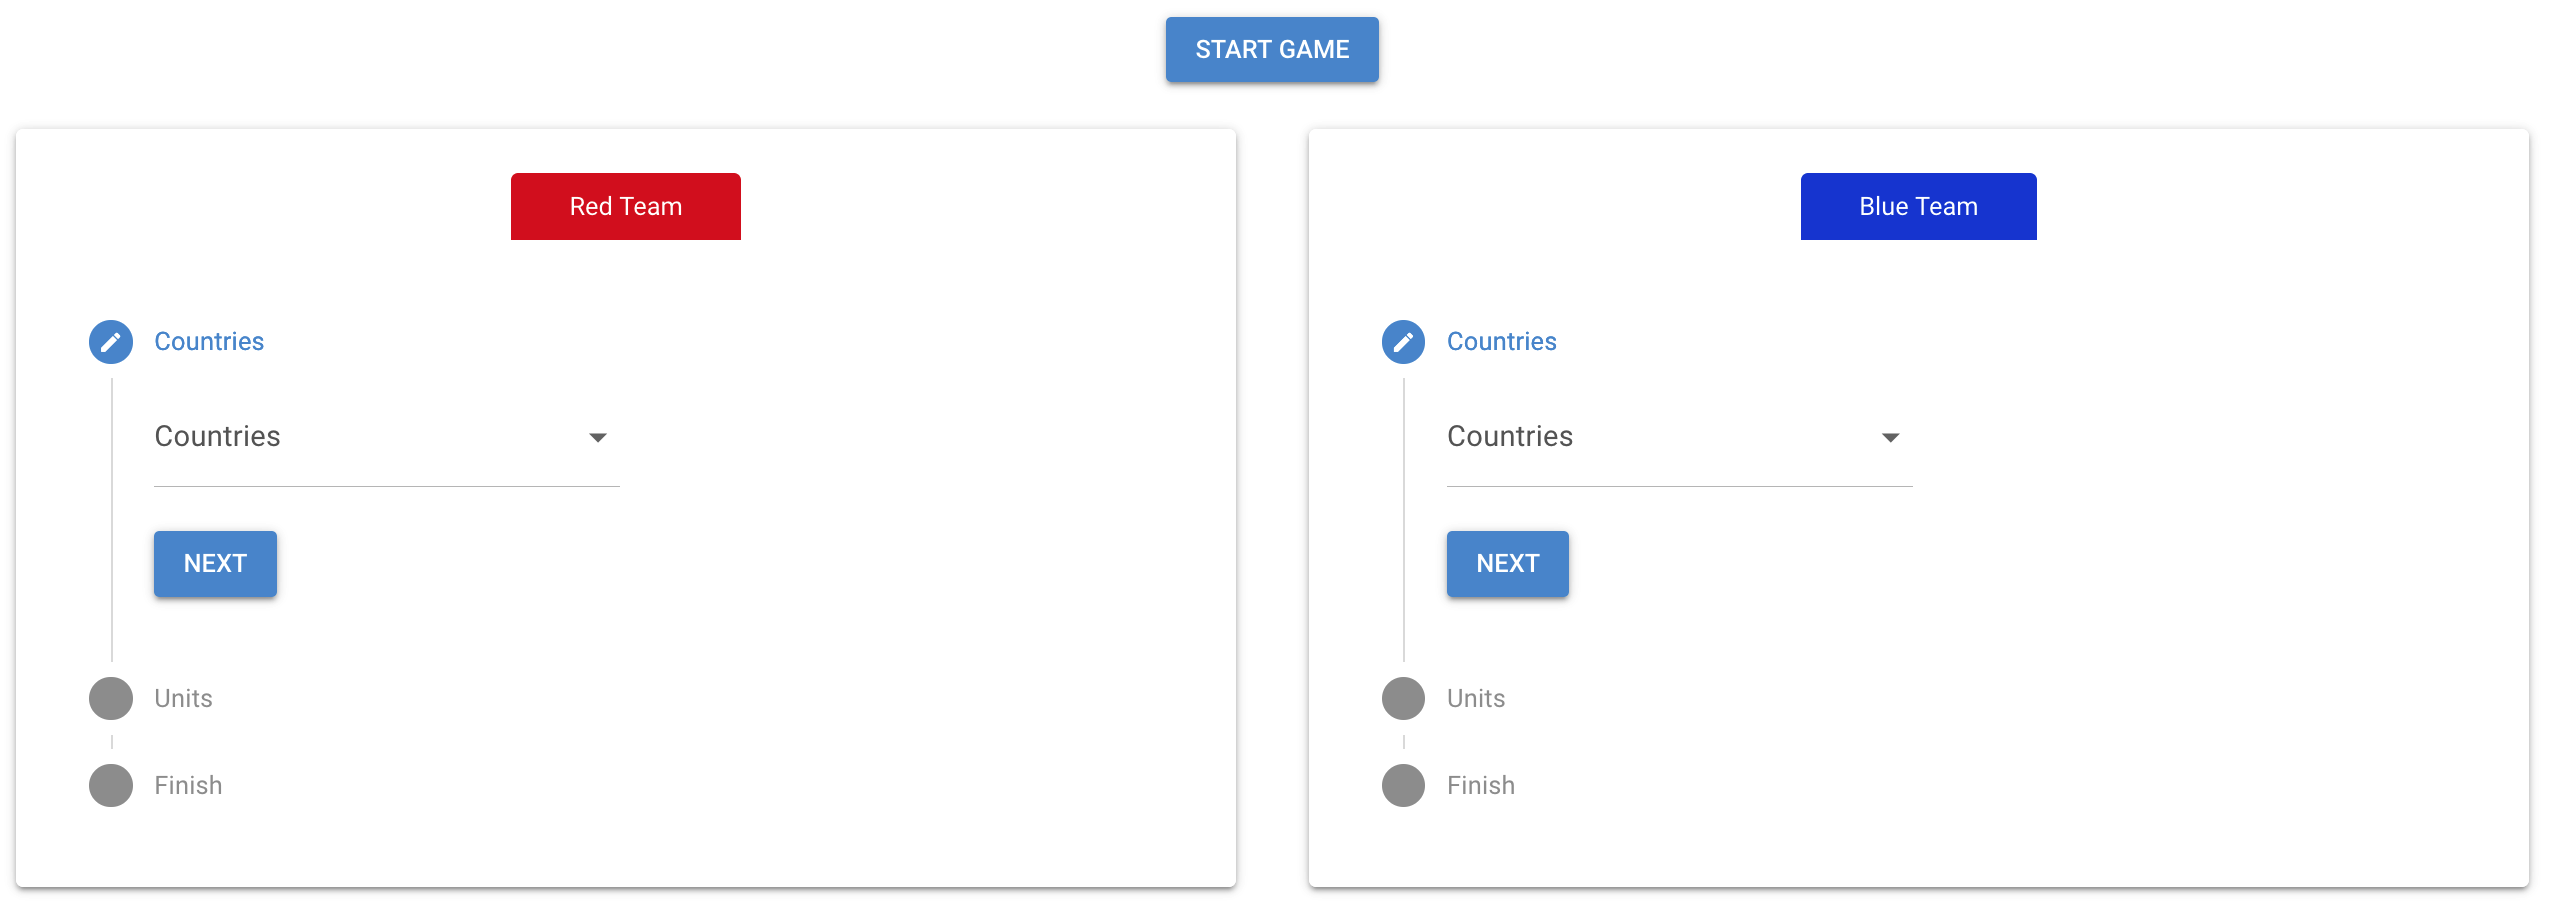 START GAME
Red Team
Countries
Countries
NEXT
Units
Finish
Blue Team
Countries
Countries
NEXT
Units
Finish